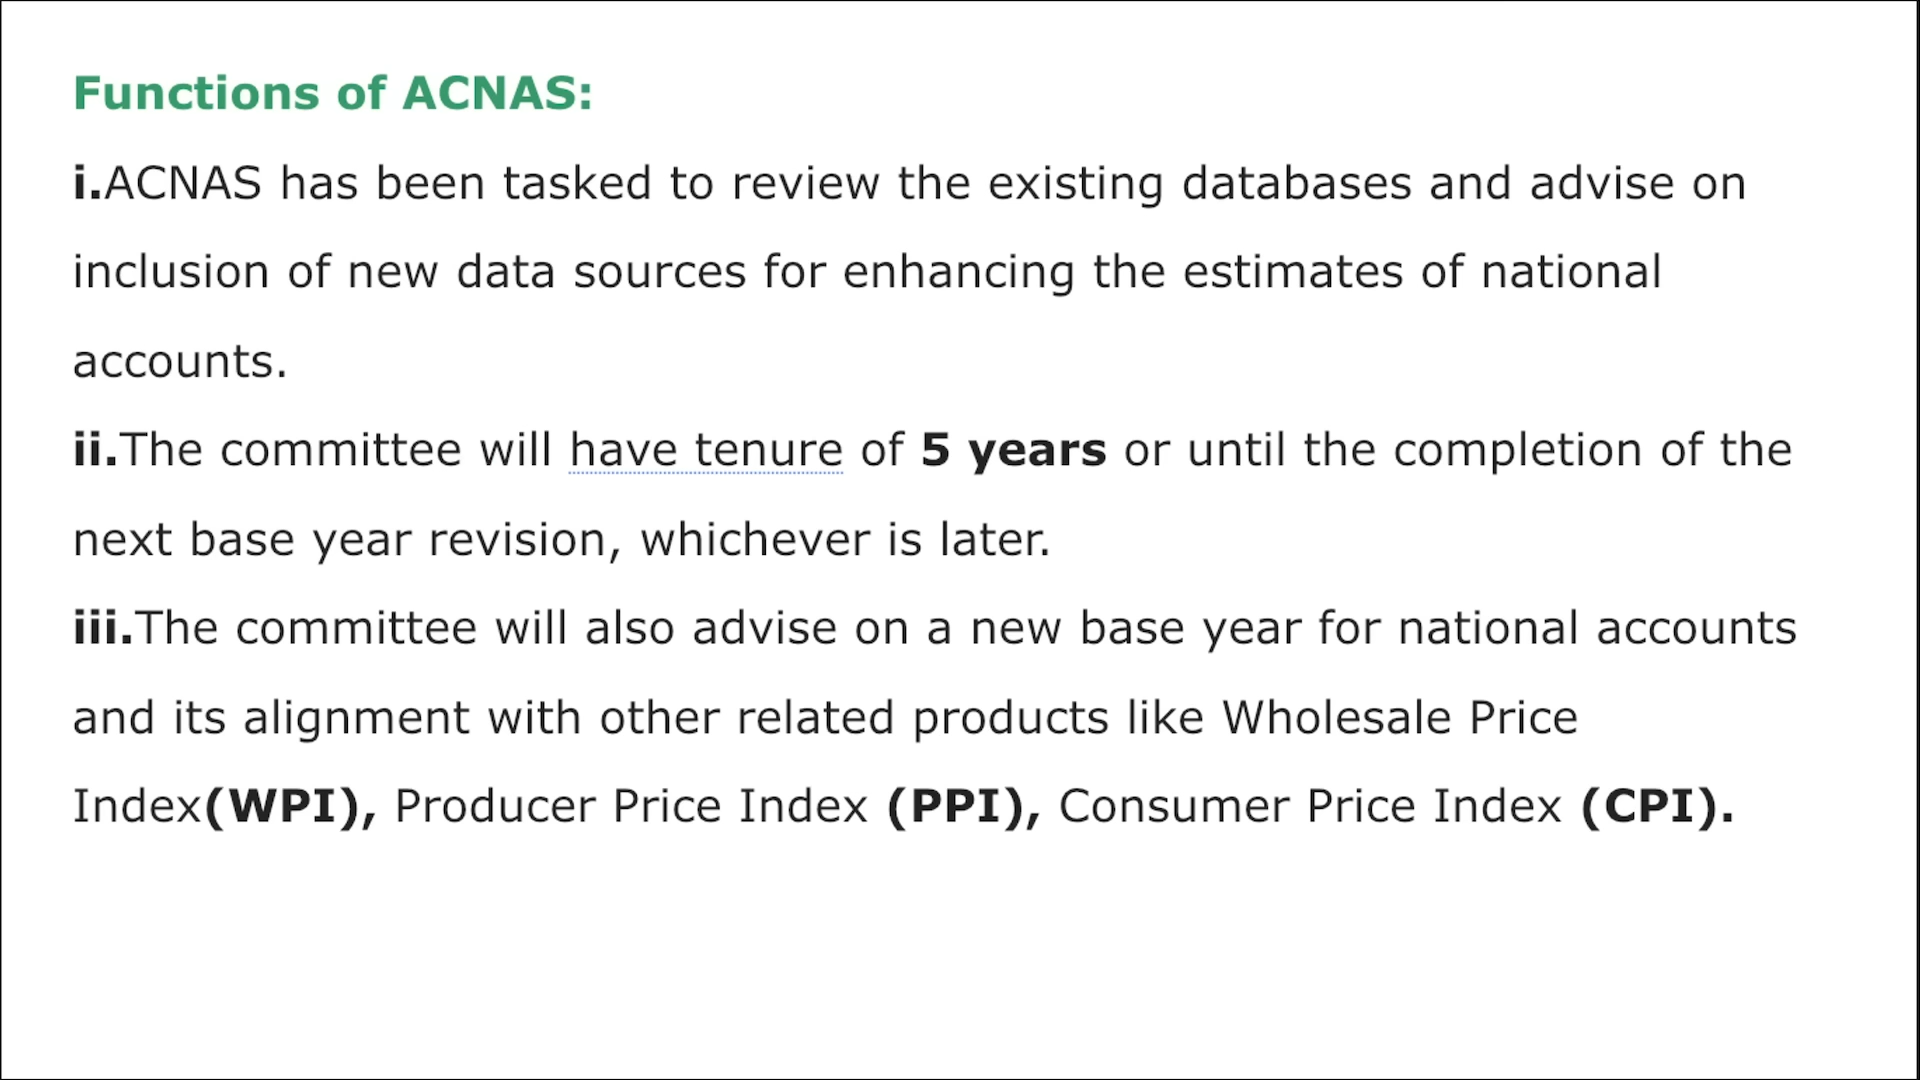 Functions of ACNAS:
i.ACNAS has been tasked to review the existing databases and advise on
inclusion of new data sources for enhancing the estimates of national
accounts.
ii.The committee will have tenure of 5 years or until the completion of the
next base year revision, whichever is later.
iii.The committee will also advise on a new base year for national accounts
and its alignment with other related products like Wholesale Price
Index(WPI), Producer Price Index (PPI), Consumer Price Index (CPI).